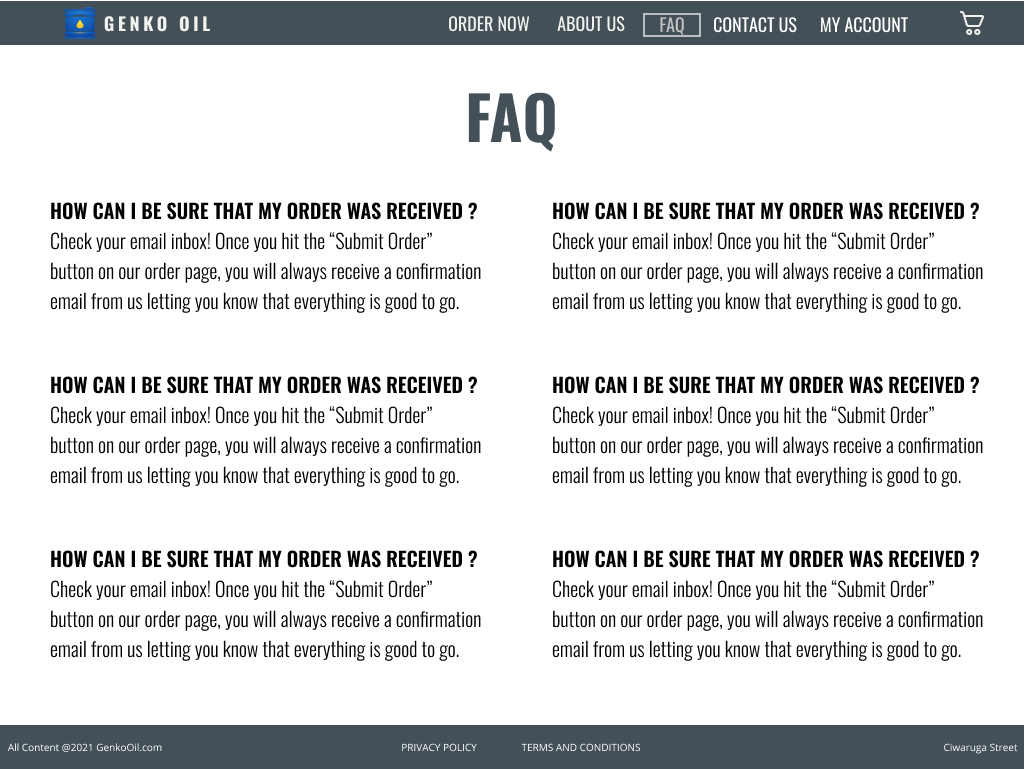 GENKO OIL
ORDER NOW ABOUT US FAQ CONTACT US MY ACCOUNT
FAQ
HOW CAN I BE SURE THAT MY ORDER WAS RECEIVED ?
Check your email inbox! Once you hit the “Submit Order”
button on our order page, you will always receive a confirmation
email from us letting you know that everything is good to go.
HOW CAN I BE SURE THAT MY ORDER WAS RECEIVED ?
Check your email inbox! Once you hit the “Submit Order”
button on our order page, you will always receive a confirmation
email from us letting you know that everything is good to go.
HOW CAN I BE SURE THAT MY ORDER WAS RECEIVED ?
Check your email inbox! Once you hit the “Submit Order”
button on our order page, you will always receive a confirmation
email from us letting you know that everything is good to go.
HOW CAN I BE SURE THAT MY ORDER WAS RECEIVED ?
Check your email inbox! Once you hit the “Submit Order”
button on our order page, you will always receive a confirmation
email from us letting you know that everything is good to go.
HOW CAN I BE SURE THAT MY ORDER WAS RECEIVED ?
Check your email inbox! Once you hit the “Submit Order”
button on our order page, you will always receive a confirmation
email from us letting you know that everything is good to go.
HOW CAN I BE SURE THAT MY ORDER WAS RECEIVED ?
Check your email inbox! Once you hit the “Submit Order”
button on our order page, you will always receive a confirmation
email from us letting you know that everything is good to go.
All Content @2021 GenkoOil.com
PRIVACY POLICY
TERMS AND CONDITIONS
Ciwaruga Street